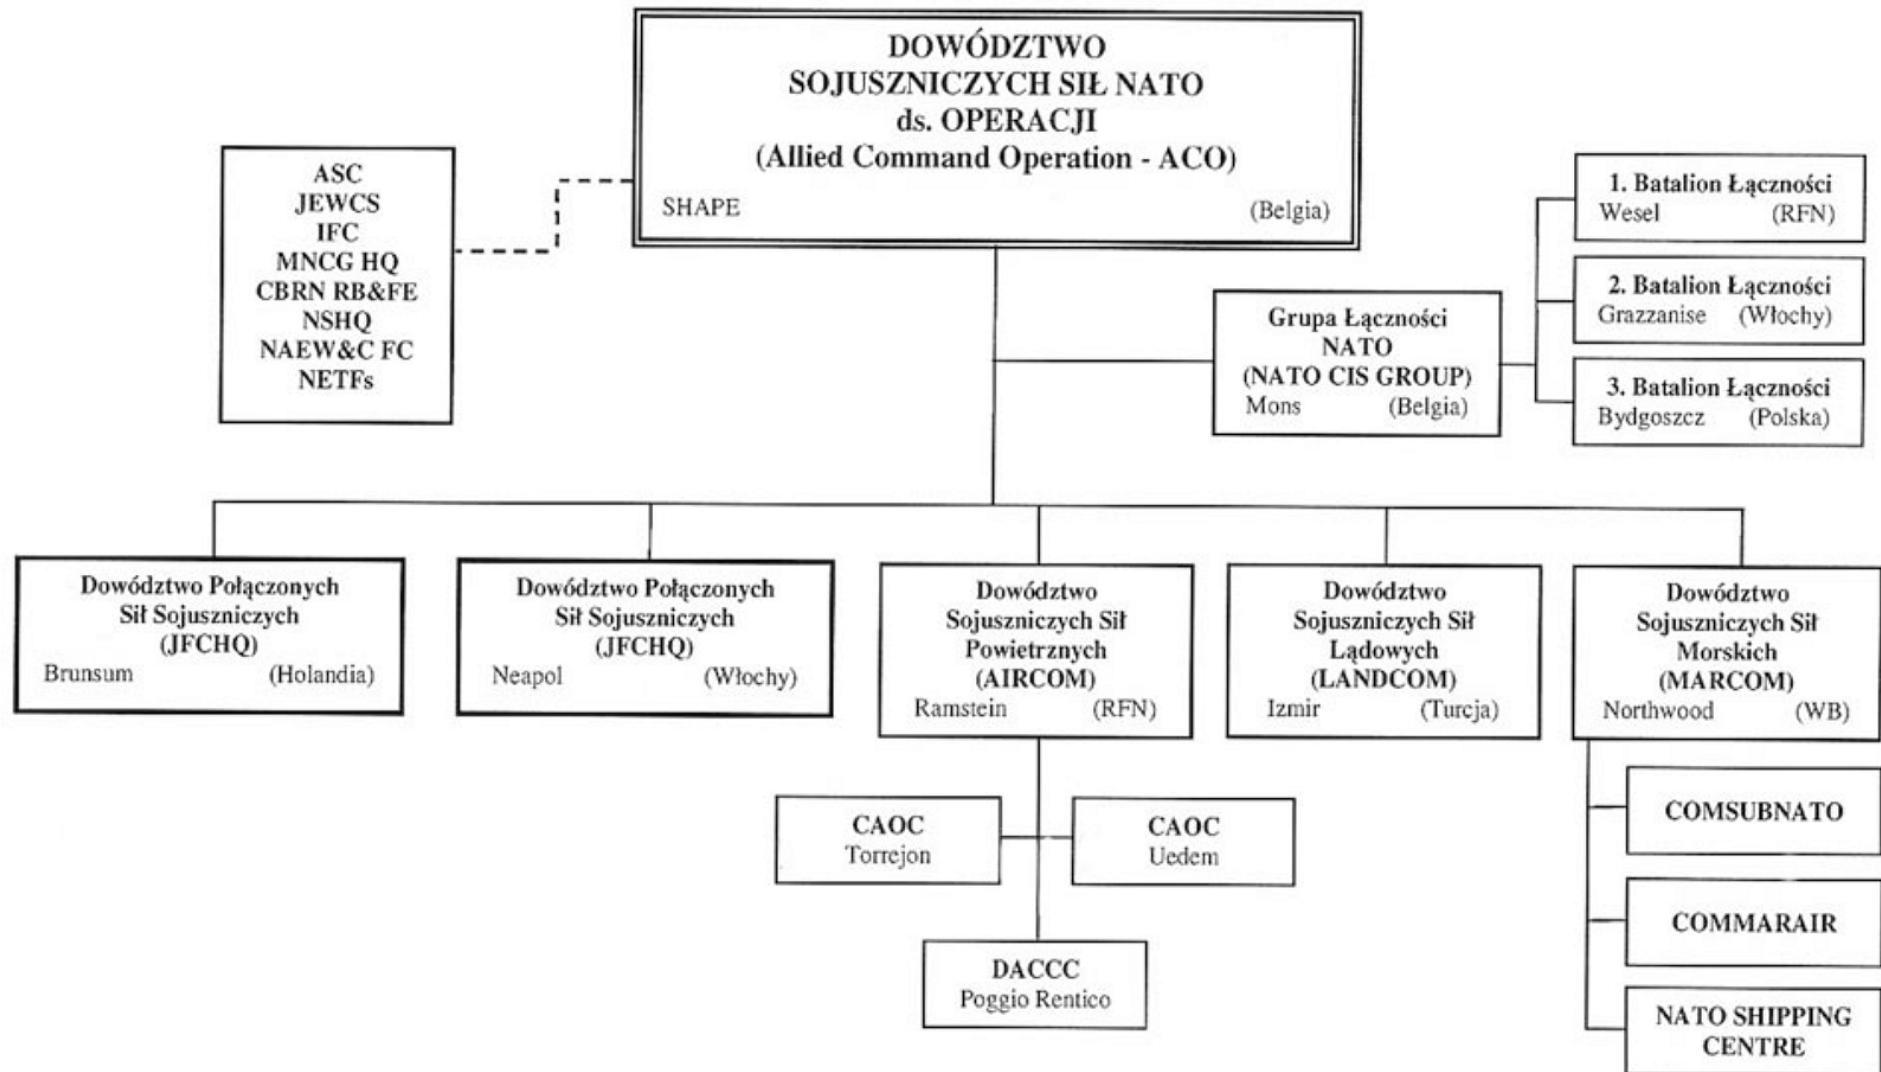 DOWÓDZTWO
SOJUSZNICZYCH SIŁ NATO
ds. OPERACJI
(Allied Command Operation - ACO)
SHAPE (Belgia)
ASC
JEWCS
IFC
MNCG HQ
CBRN RB&FE
NSHQ
NAEW&C FC
NETFs
Grupa Łączności
NATO
(NATO CIS GROUP)
Mons (Belgia)
1. Batalion Łączności
Wesel (RFN)
2. Batalion Łączności
Grazzanise (Włochy)
3. Batalion Łączności
Bydgoszcz (Polska)
Dowództwo Połączonych
Sił Sojuszniczych
(JFCHQ)
Brunsum (Holandia)
Dowództwo Połączonych
Sił Sojuszniczych
(JFCHQ)
Neapol (Włochy)
Dowództwo
Sojuszniczych Sił
Powietrznych
(AIRCOM)
Ramstein (RFN)
Dowództwo
Sojuszniczych Sił
Lądowych
(LANDCOM)
Izmir (Turcja)
Dowództwo
Sojuszniczych Sił
Morskich
(MARCOM)
Northwood (WB)
CAOC
Torrejon
CAOC
Uedem
DACCC
Poggio Rentico
COMSUBNATO
COMMARAIR
NATO SHIPPING
CENTRE